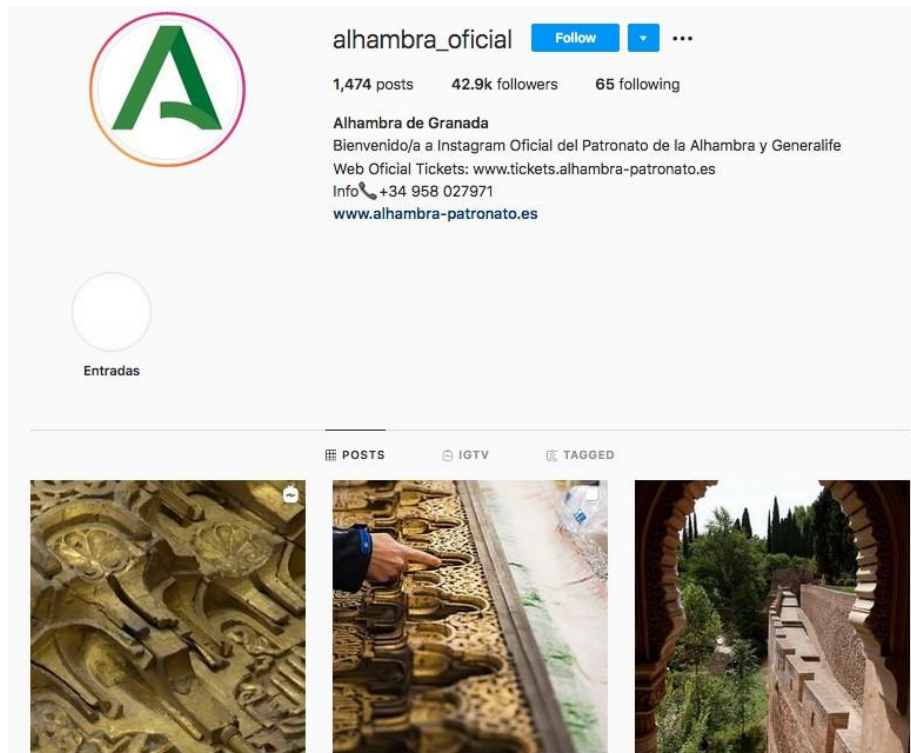 alhambra_oficial Follow
1,474 posts 42.9k followers 65 following
Alhambra de Granada
Bienvenido/a a Instagram Oficial del Patronato de la Alhambra y Generalife
Web Oficial Tickets: www.tickets.alhambra-patronato.es
Info📞+34 958 027971
www.alhambra-patronato.es
Entradas
POSTS IGTV TAGGED